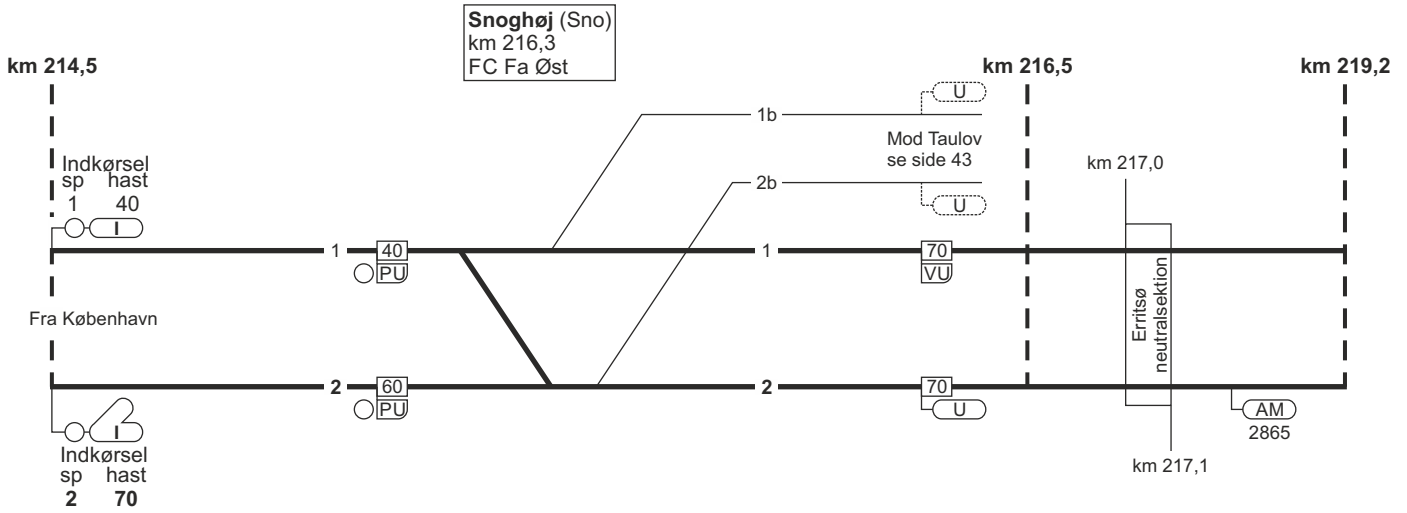 Snoghøj (Sno)
km 216,3
FC Fa Øst
km 214,5
km 216,5
km 219,2
U
1b
Mod Taulov
se side 43
2b
U
km 217,0
Indkørsel
sp hast
1 40
I
1
40
PU
1
70
VU
Fra København
Erritsø
neutralsektion
2
60
PU
2
70
U
AM
2865
I
Indkørsel
sp hast
2 70
km 217,1